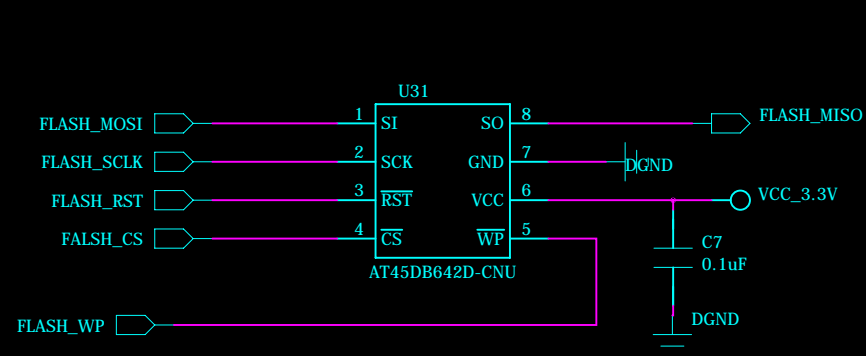 U31
FLASH_MOSI 1 SI SO 8 FLASH_MISO
FLASH_SCLK 2 SCK GND 7 DGND
FLASH_RST 3 RST VCC 6 VCC_3.3V
FALSH_CS 4 CS WP 5
C7
0.1uF
AT45DB642D-CNU
FLASH_WP
DGND